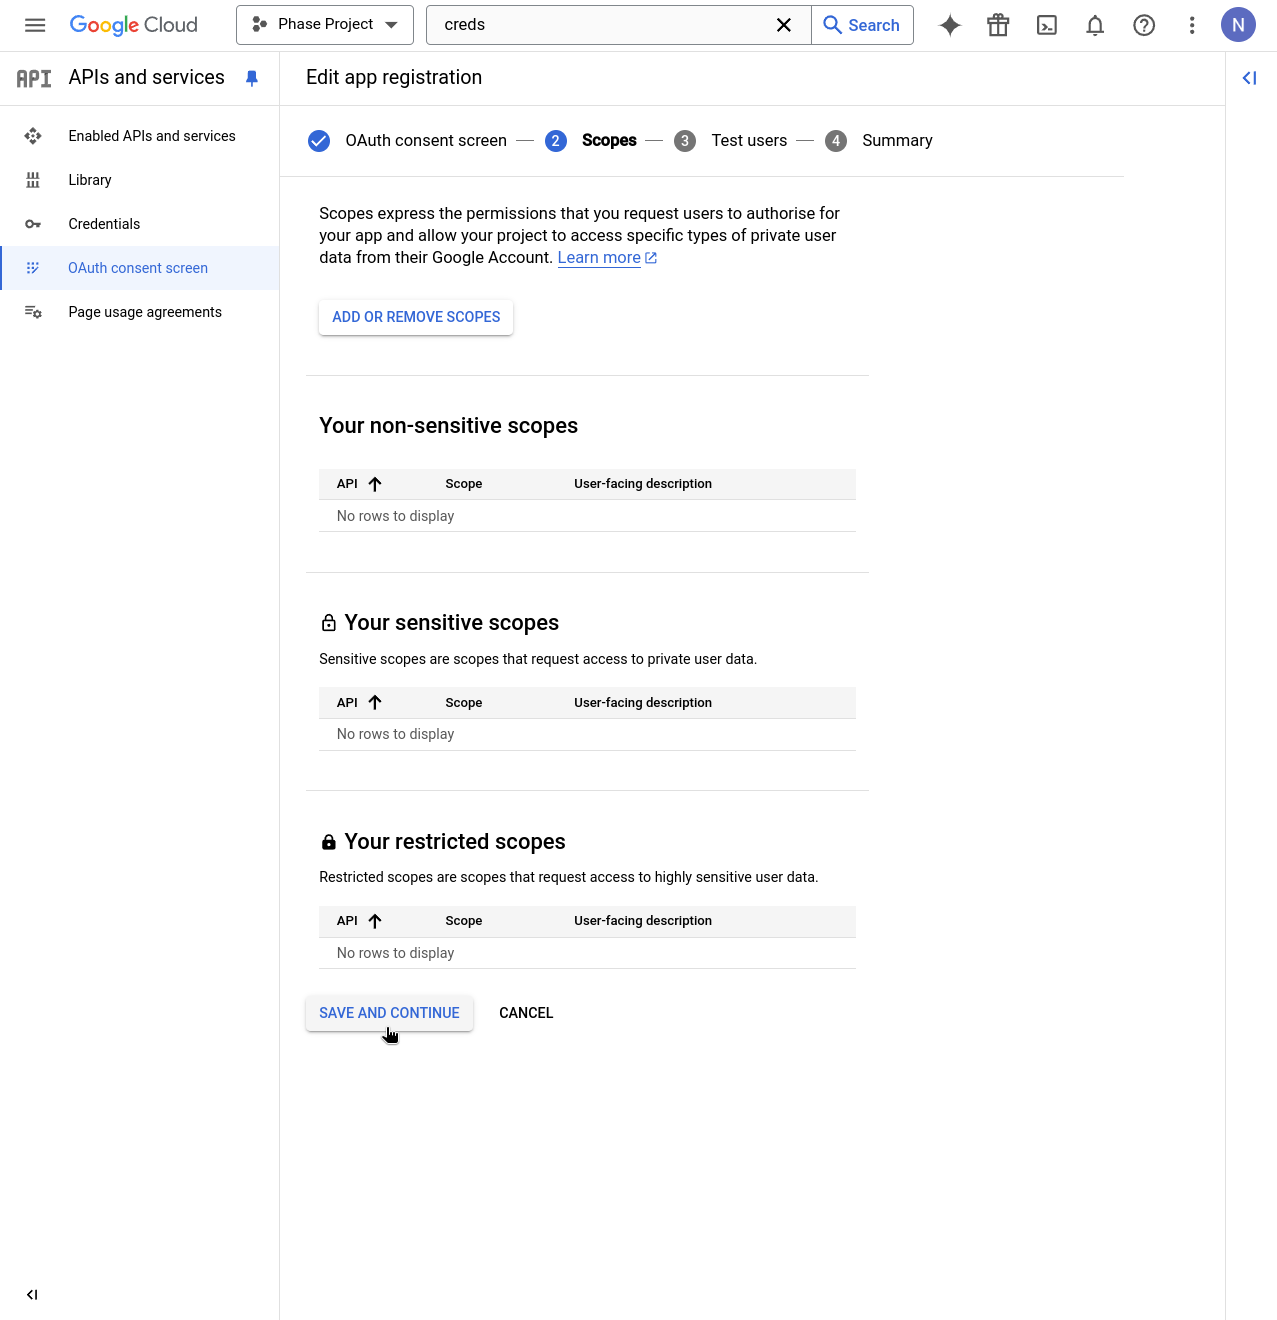 Google Cloud
Phase Project
creds
Search
N
API
APIs and services
Edit app registration
Enabled APIs and services
Library
Credentials
OAuth consent screen
Page usage agreements
OAuth consent screen
2 Scopes
3 Test users
4 Summary
Scopes express the permissions that you request users to authorise for
your app and allow your project to access specific types of private user
data from their Google Account. Learn more
ADD OR REMOVE SCOPES
Your non-sensitive scopes
API Scope User-facing description
No rows to display
Your sensitive scopes
Sensitive scopes are scopes that request access to private user data.
API Scope User-facing description
No rows to display
Your restricted scopes
Restricted scopes are scopes that request access to highly sensitive user data.
API Scope User-facing description
No rows to display
SAVE AND CONTINUE
CANCEL